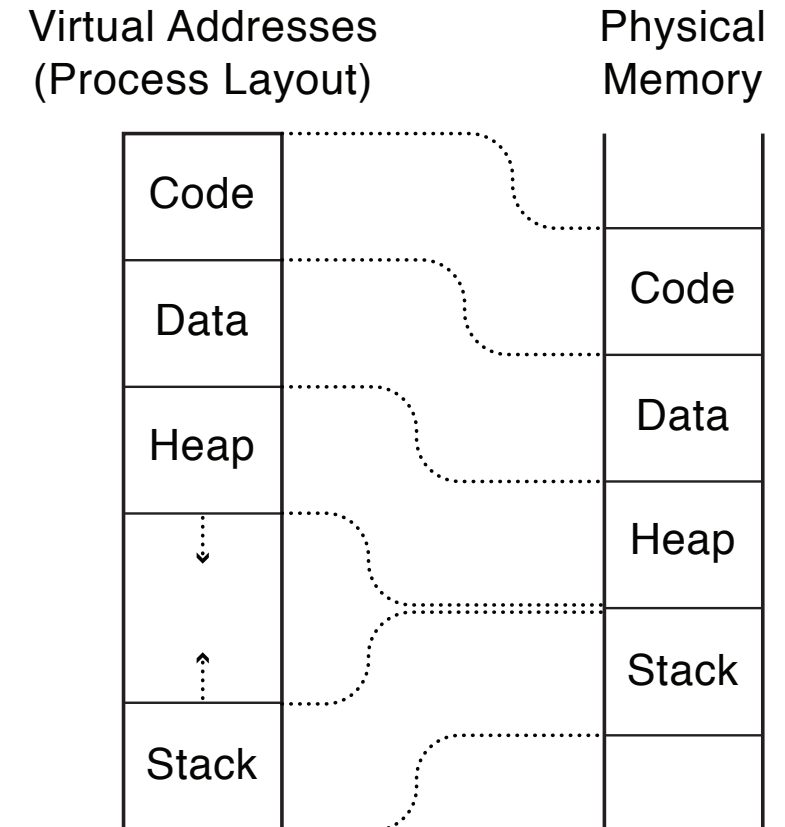 Virtual Addresses
(Process Layout)
Physical
Memory
Code
Data
Heap
Stack
Code
Data
Heap
Stack